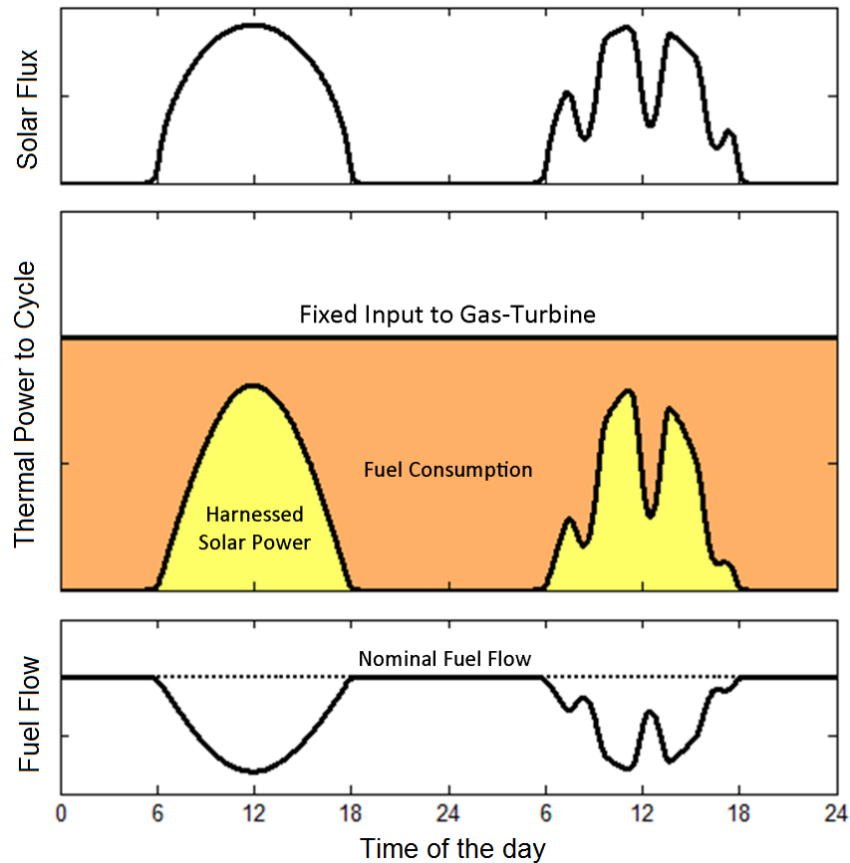 Solar Flux
Thermal Power to Cycle
Fixed Input to Gas-Turbine
Fuel Consumption
Harnessed
Solar Power
Fuel Flow
Nominal Fuel Flow
0 6 12 18 24 6 12 18 24
Time of the day